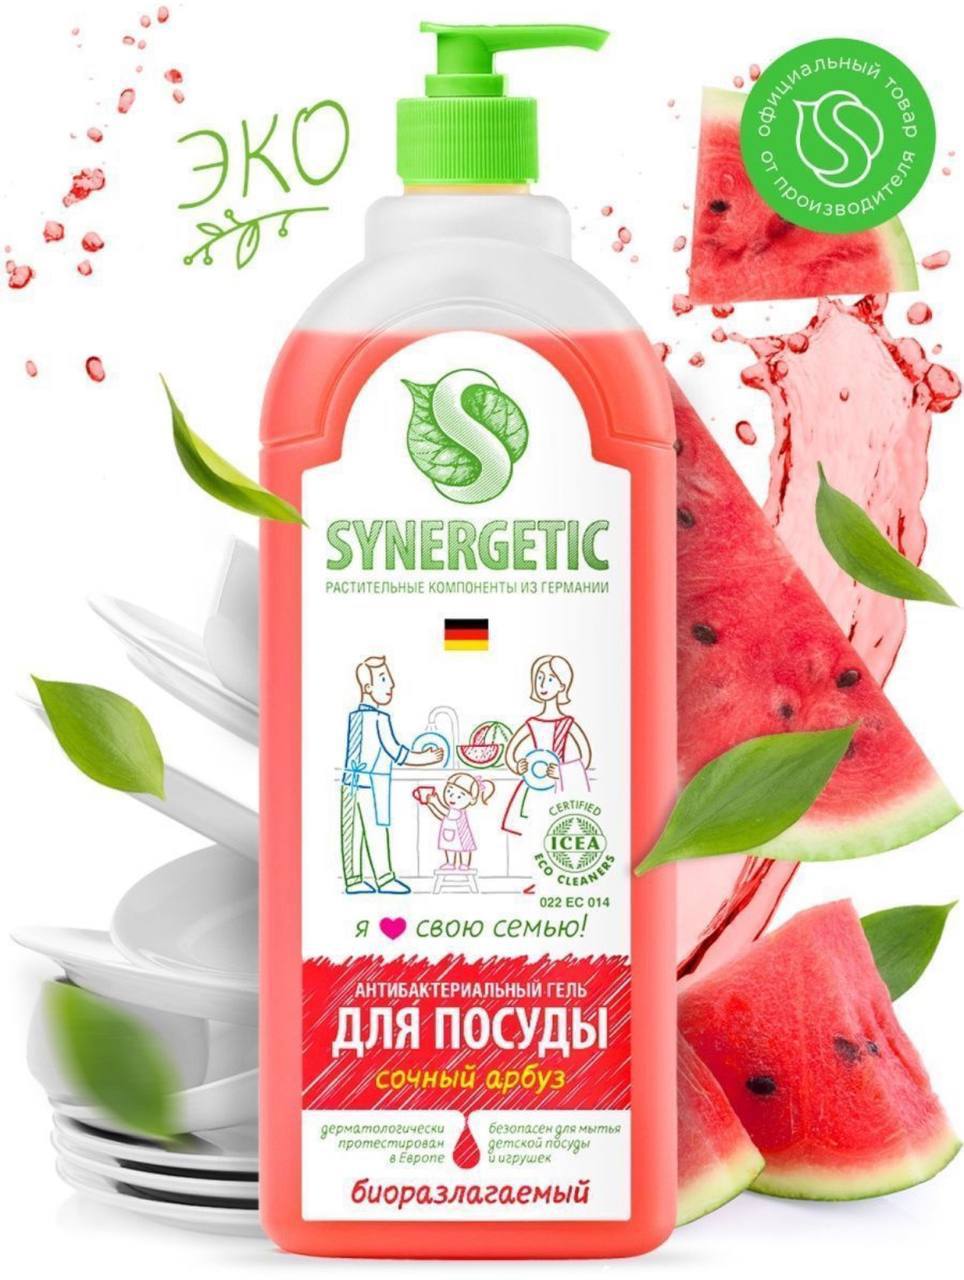 официальный товар
от производителя
ЭКО
SYNERGETIC
РАСТИТЕЛЬНЫЕ КОМПОНЕНТЫ ИЗ ГЕРМАНИИ
CERTIFIED
ICEA
ECO CLEANERS
022 EC 014
я свою семью!
АНТИБАКТЕРИАЛЬНЫЙ ГЕЛЬ
ДЛЯ ПОСУДЫ
сочный арбуз
дерматологически
протестирован
в Европе
безопасен для мытья
детской посуды
и игрушек
биоразлагаемый